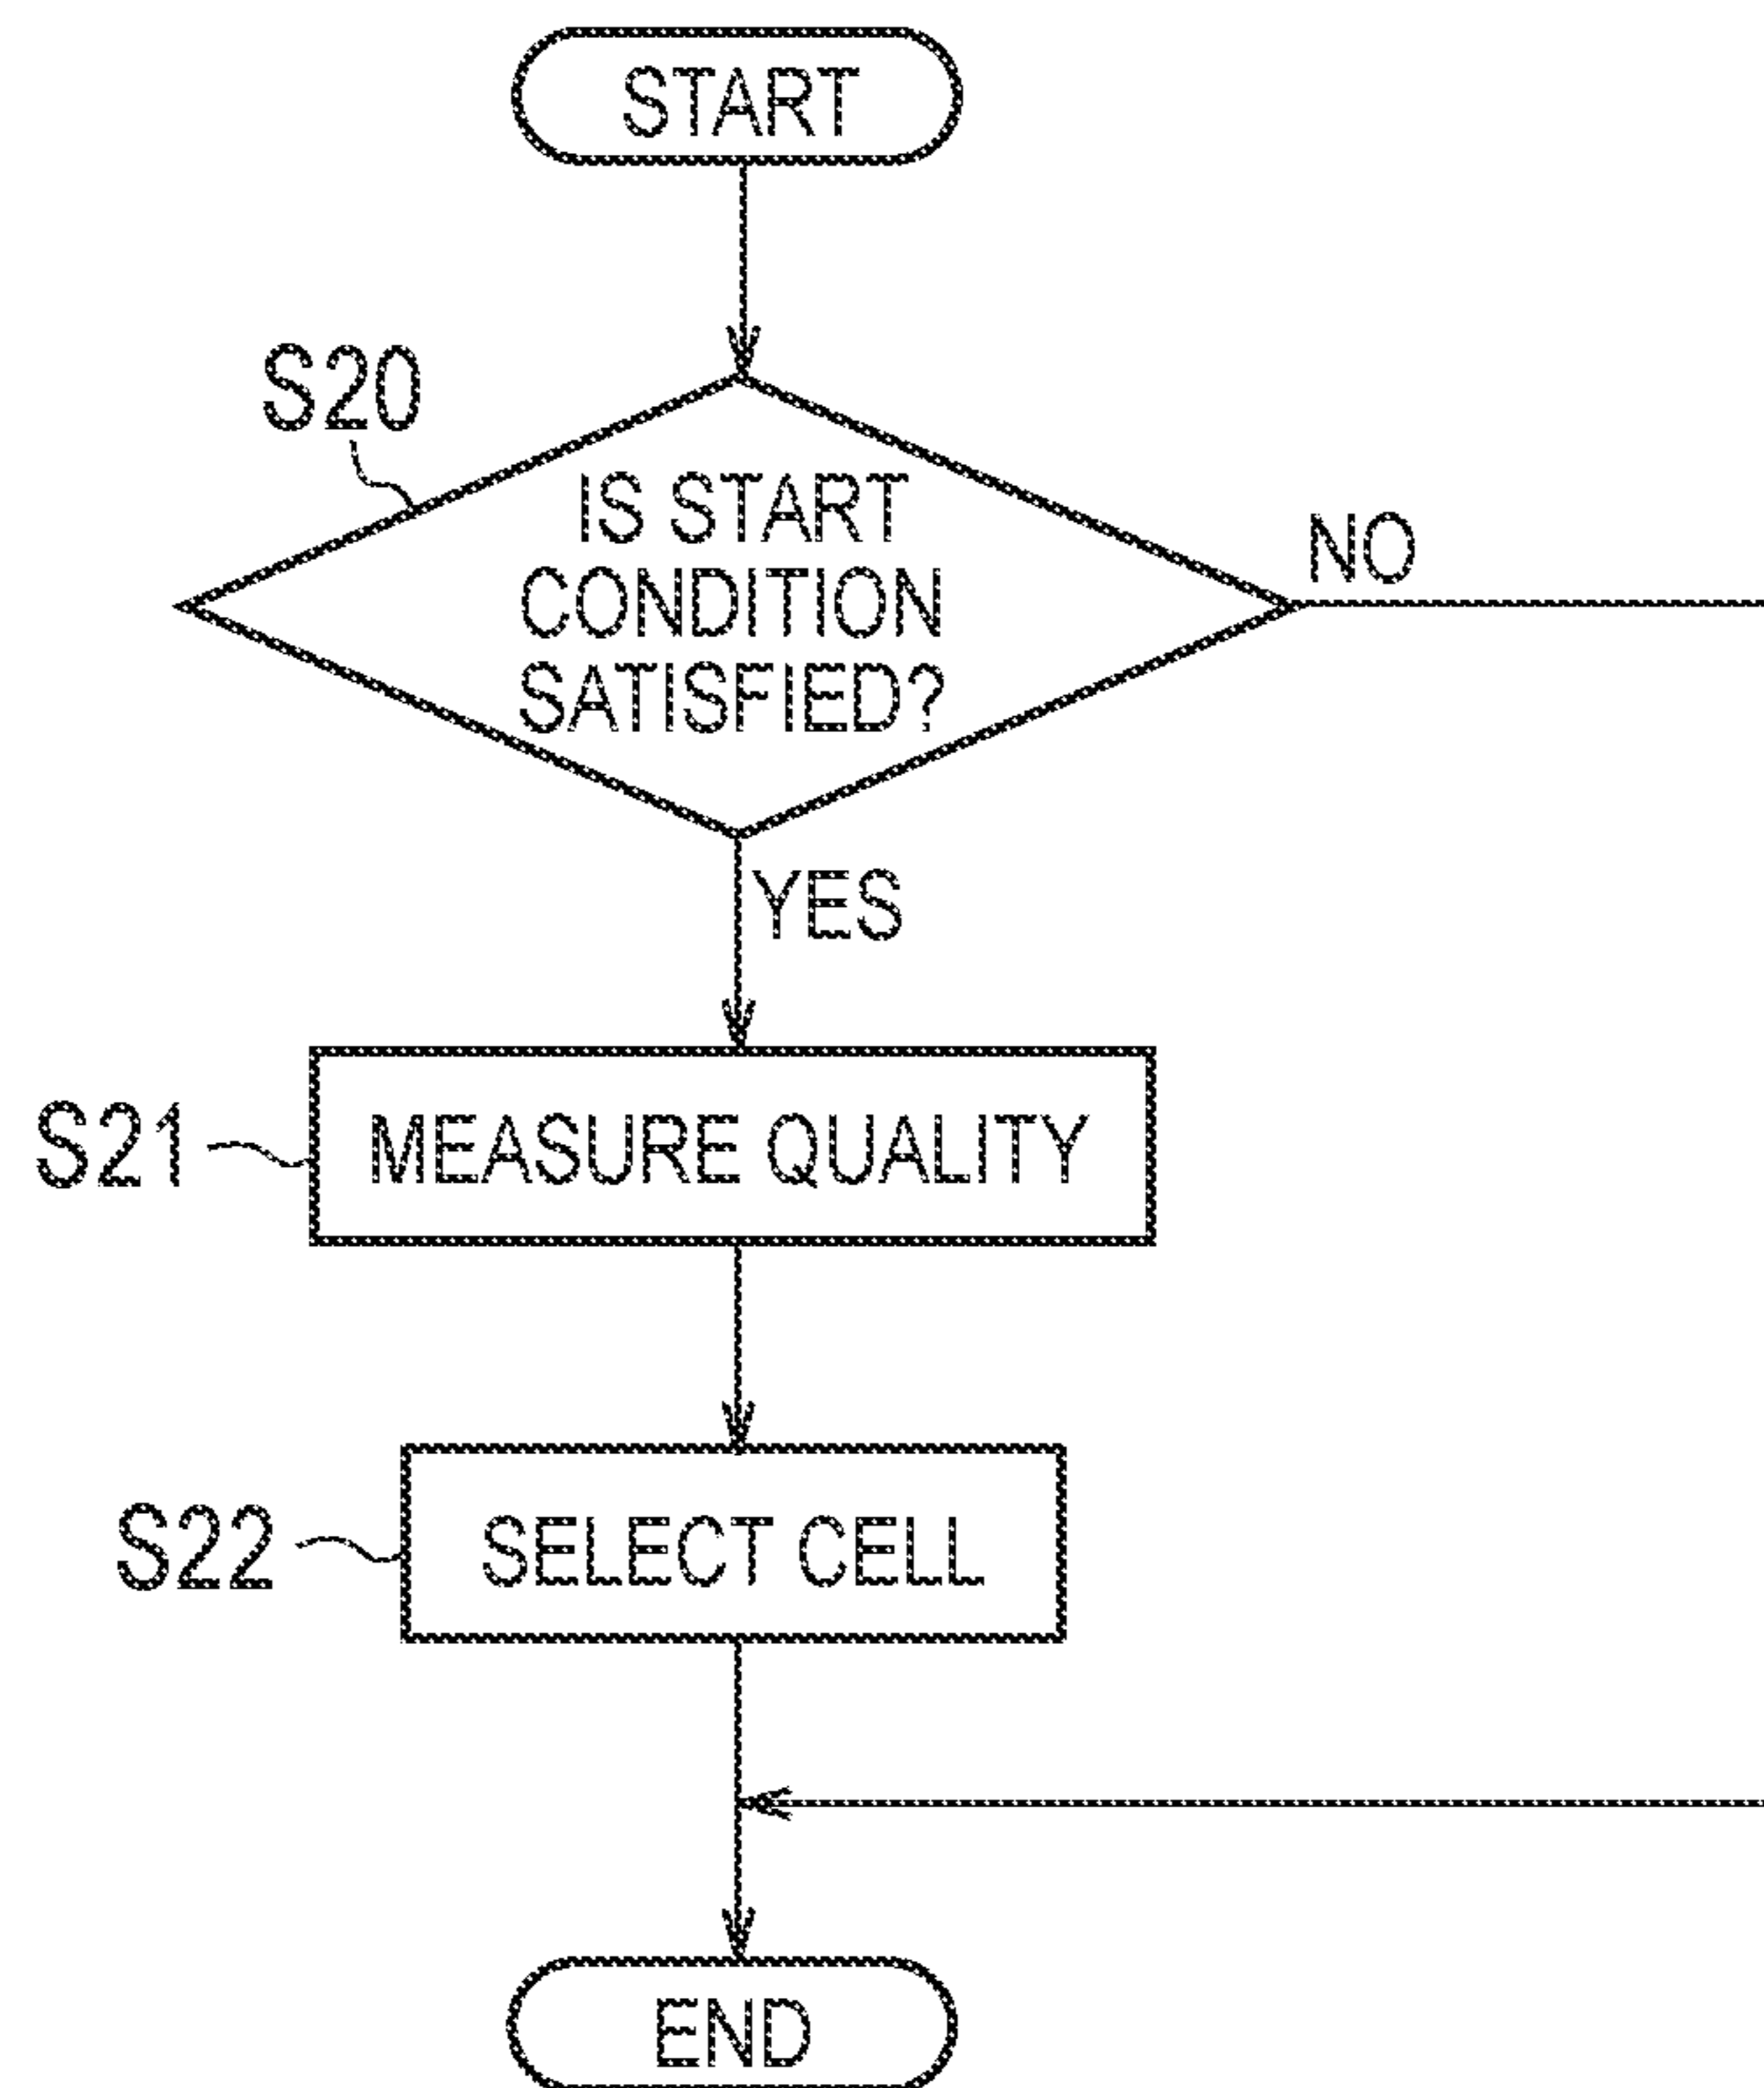 START
S20
IS START
CONDITION
SATISFIED?
NO
YES
S21
MEASURE QUALITY
S22
SELECT CELL
END